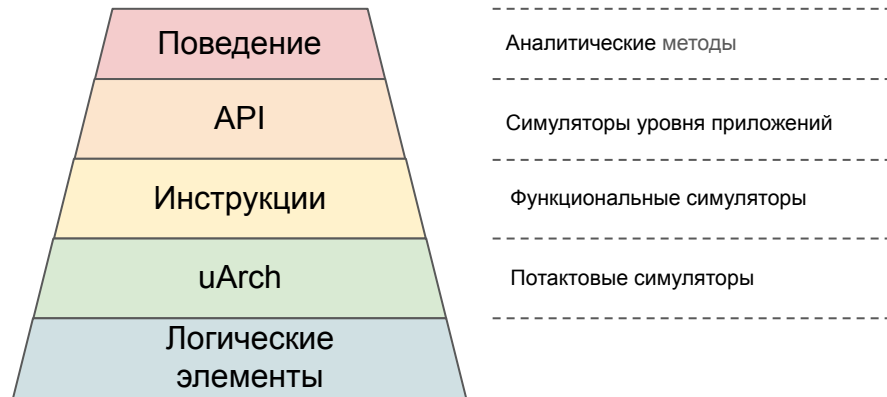 Поведение
Аналитические методы
API
Симуляторы уровня приложений
Инструкции
Функциональные симуляторы
uArch
Потактовые симуляторы
Логические
элементы